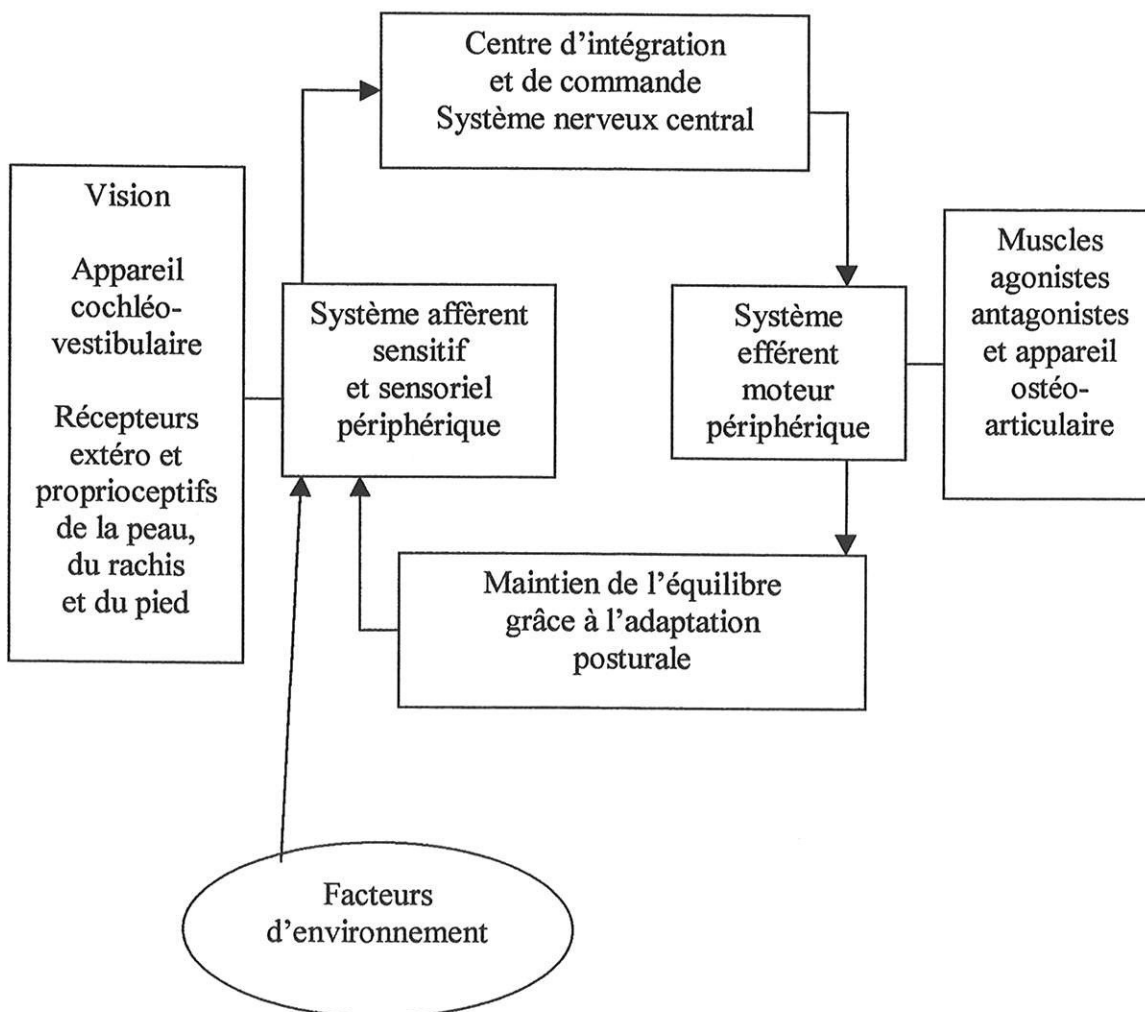 Centre d’intégration
et de commande
Système nerveux central
Vision
Appareil
cochléo-
vestibulaire
Récepteurs
extéro et
proprioceptifs
de la peau,
du rachis
et du pied
Système affèrent
sensitif
et sensoriel
périphérique
Système
efférent
moteur
périphérique
Muscles
agonistes
antagonistes
et appareil
ostéo-
articulaire
Maintien de l’équilibre
grâce à l’adaptation
posturale
Facteurs
d’environnement